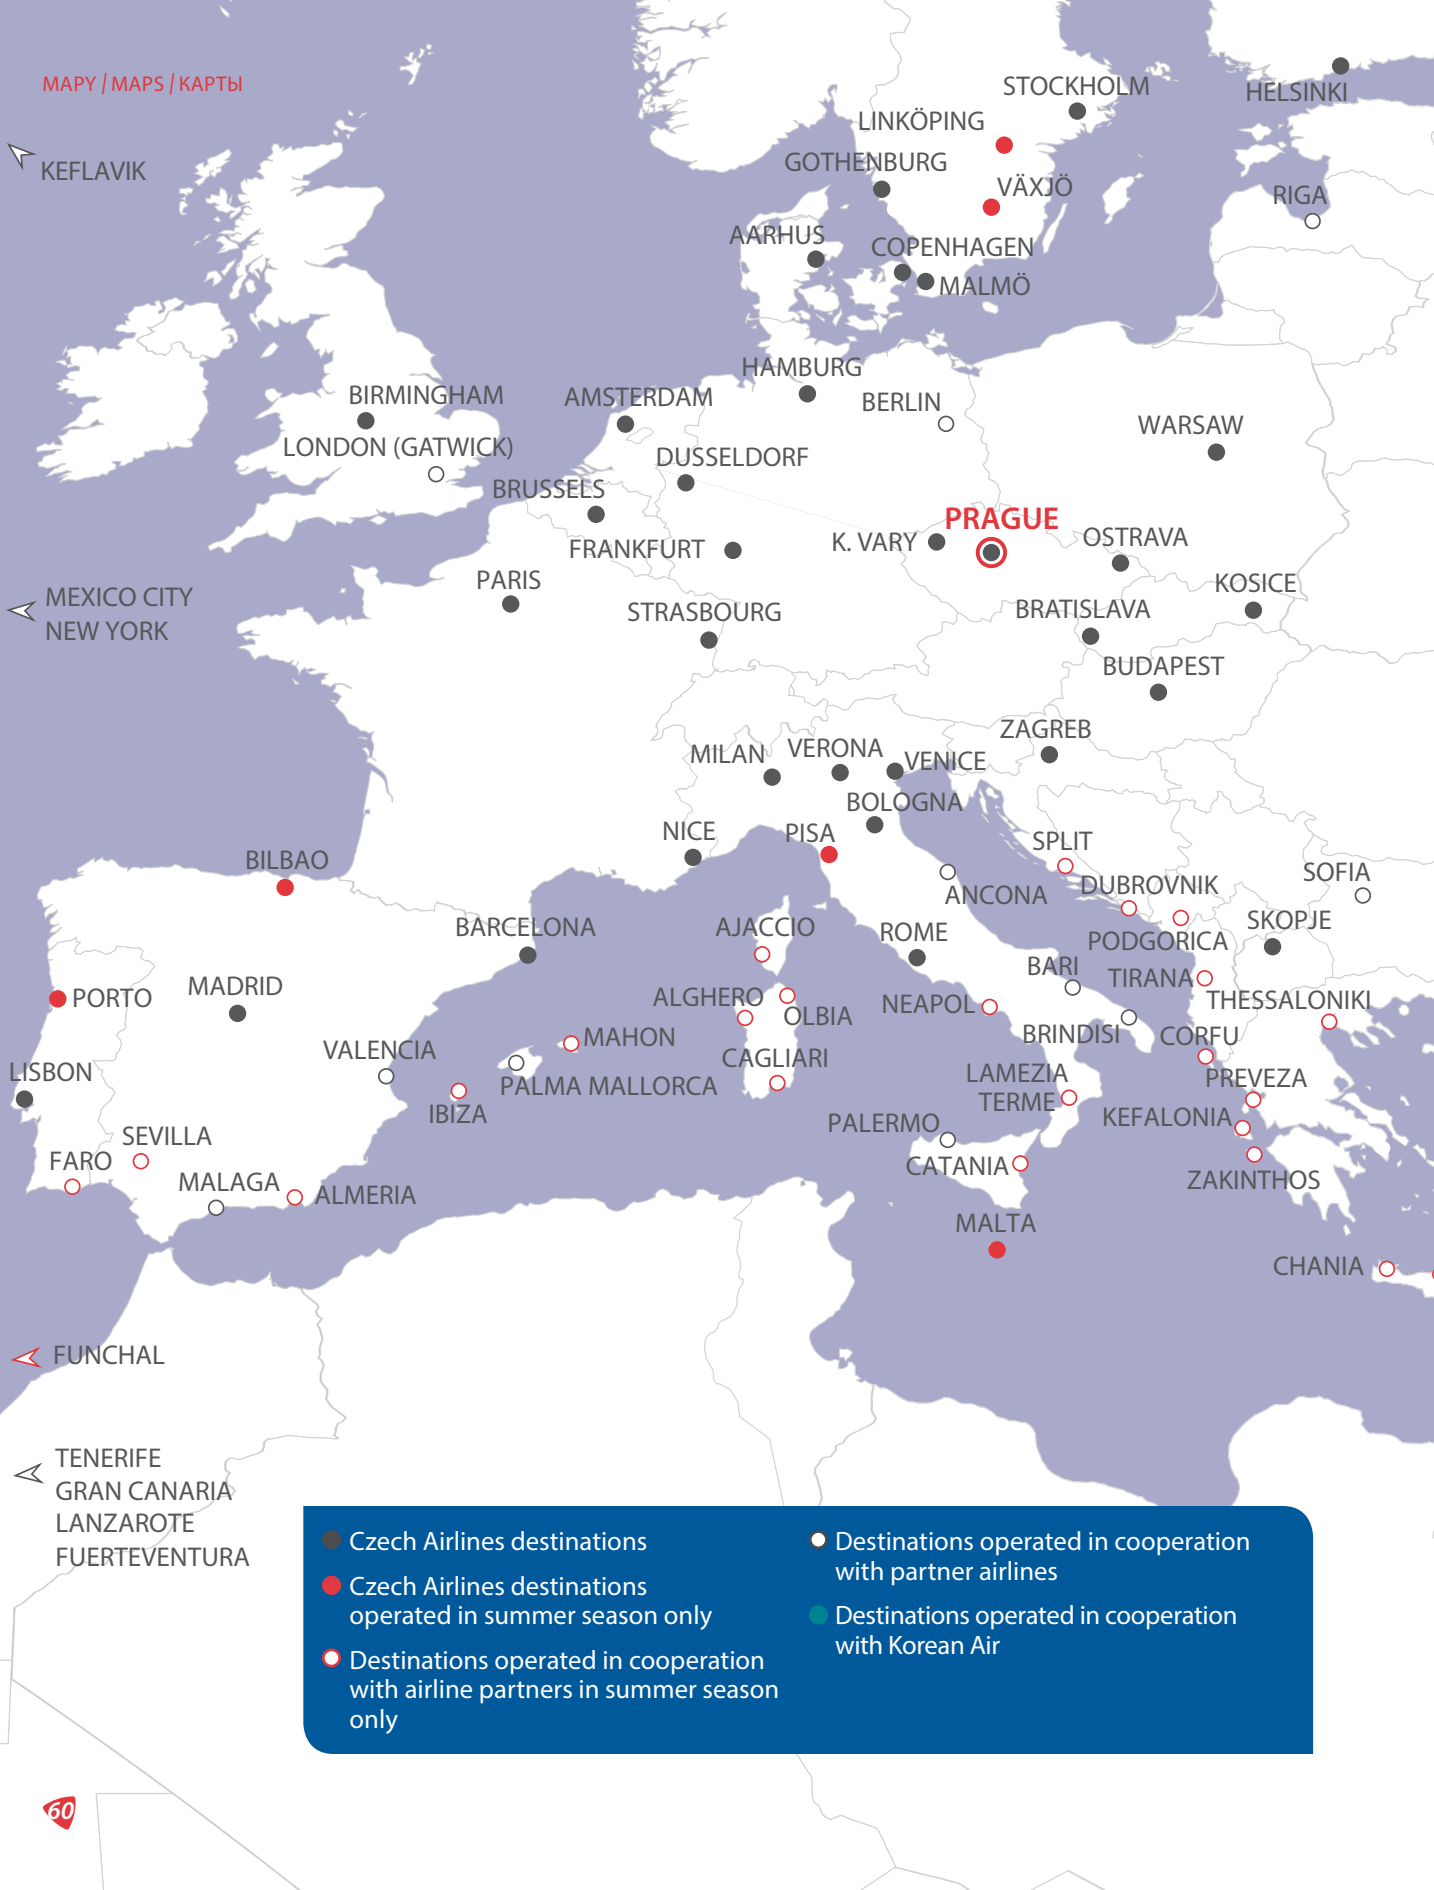 MAPY / MAPS / КАРТЫ
STOCKHOLM
HELSINKI
LINKÖPING
GOTHENBURG
KEFLAVIK
VÄXJÖ
RIGA
AARHUS
COPENHAGEN
MALMÖ
HAMBURG
BIRMINGHAM
AMSTERDAM
BERLIN
WARSAW
LONDON (GATWICK)
DUSSELDORF
BRUSSELS
PRAGUE
FRANKFURT
K. VARY
OSTRAVA
PARIS
KOSICE
MEXICO CITY
NEW YORK
STRASBOURG
BRATISLAVA
BUDAPEST
ZAGREB
MILAN
VERONA
VENICE
BOLOGNA
NICE
PISA
SPLIT
BILBAO
SOFIA
DUBROVNIK
ANCONA
BARCELONA
AJACCIO
ROME
SKOPJE
PODGORICA
BARI
TIRANA
MADRID
PORTO
ALGHERO
OLBIA
NEAPOL
THESSALONIKI
BRINDISI
CORFU
MAHON
VALENCIA
CAGLIARI
LISBON
PALMA MALLORCA
LAMEZIA
TERME
PREVEZA
IBIZA
KEFALONIA
PALERMO
SEVILLA
FARO
CATANIA
ZAKINTHOS
MALAGA
ALMERIA
MALTA
CHANIA
FUNCHAL
TENERIFE
GRAN CANARIA
LANZAROTE
FUERTEVENTURA
Czech Airlines destinations
Czech Airlines destinations
operated in summer season only
Destinations operated in cooperation
with airline partners in summer season
only
Destinations operated in cooperation
with partner airlines
Destinations operated in cooperation
with Korean Air
60